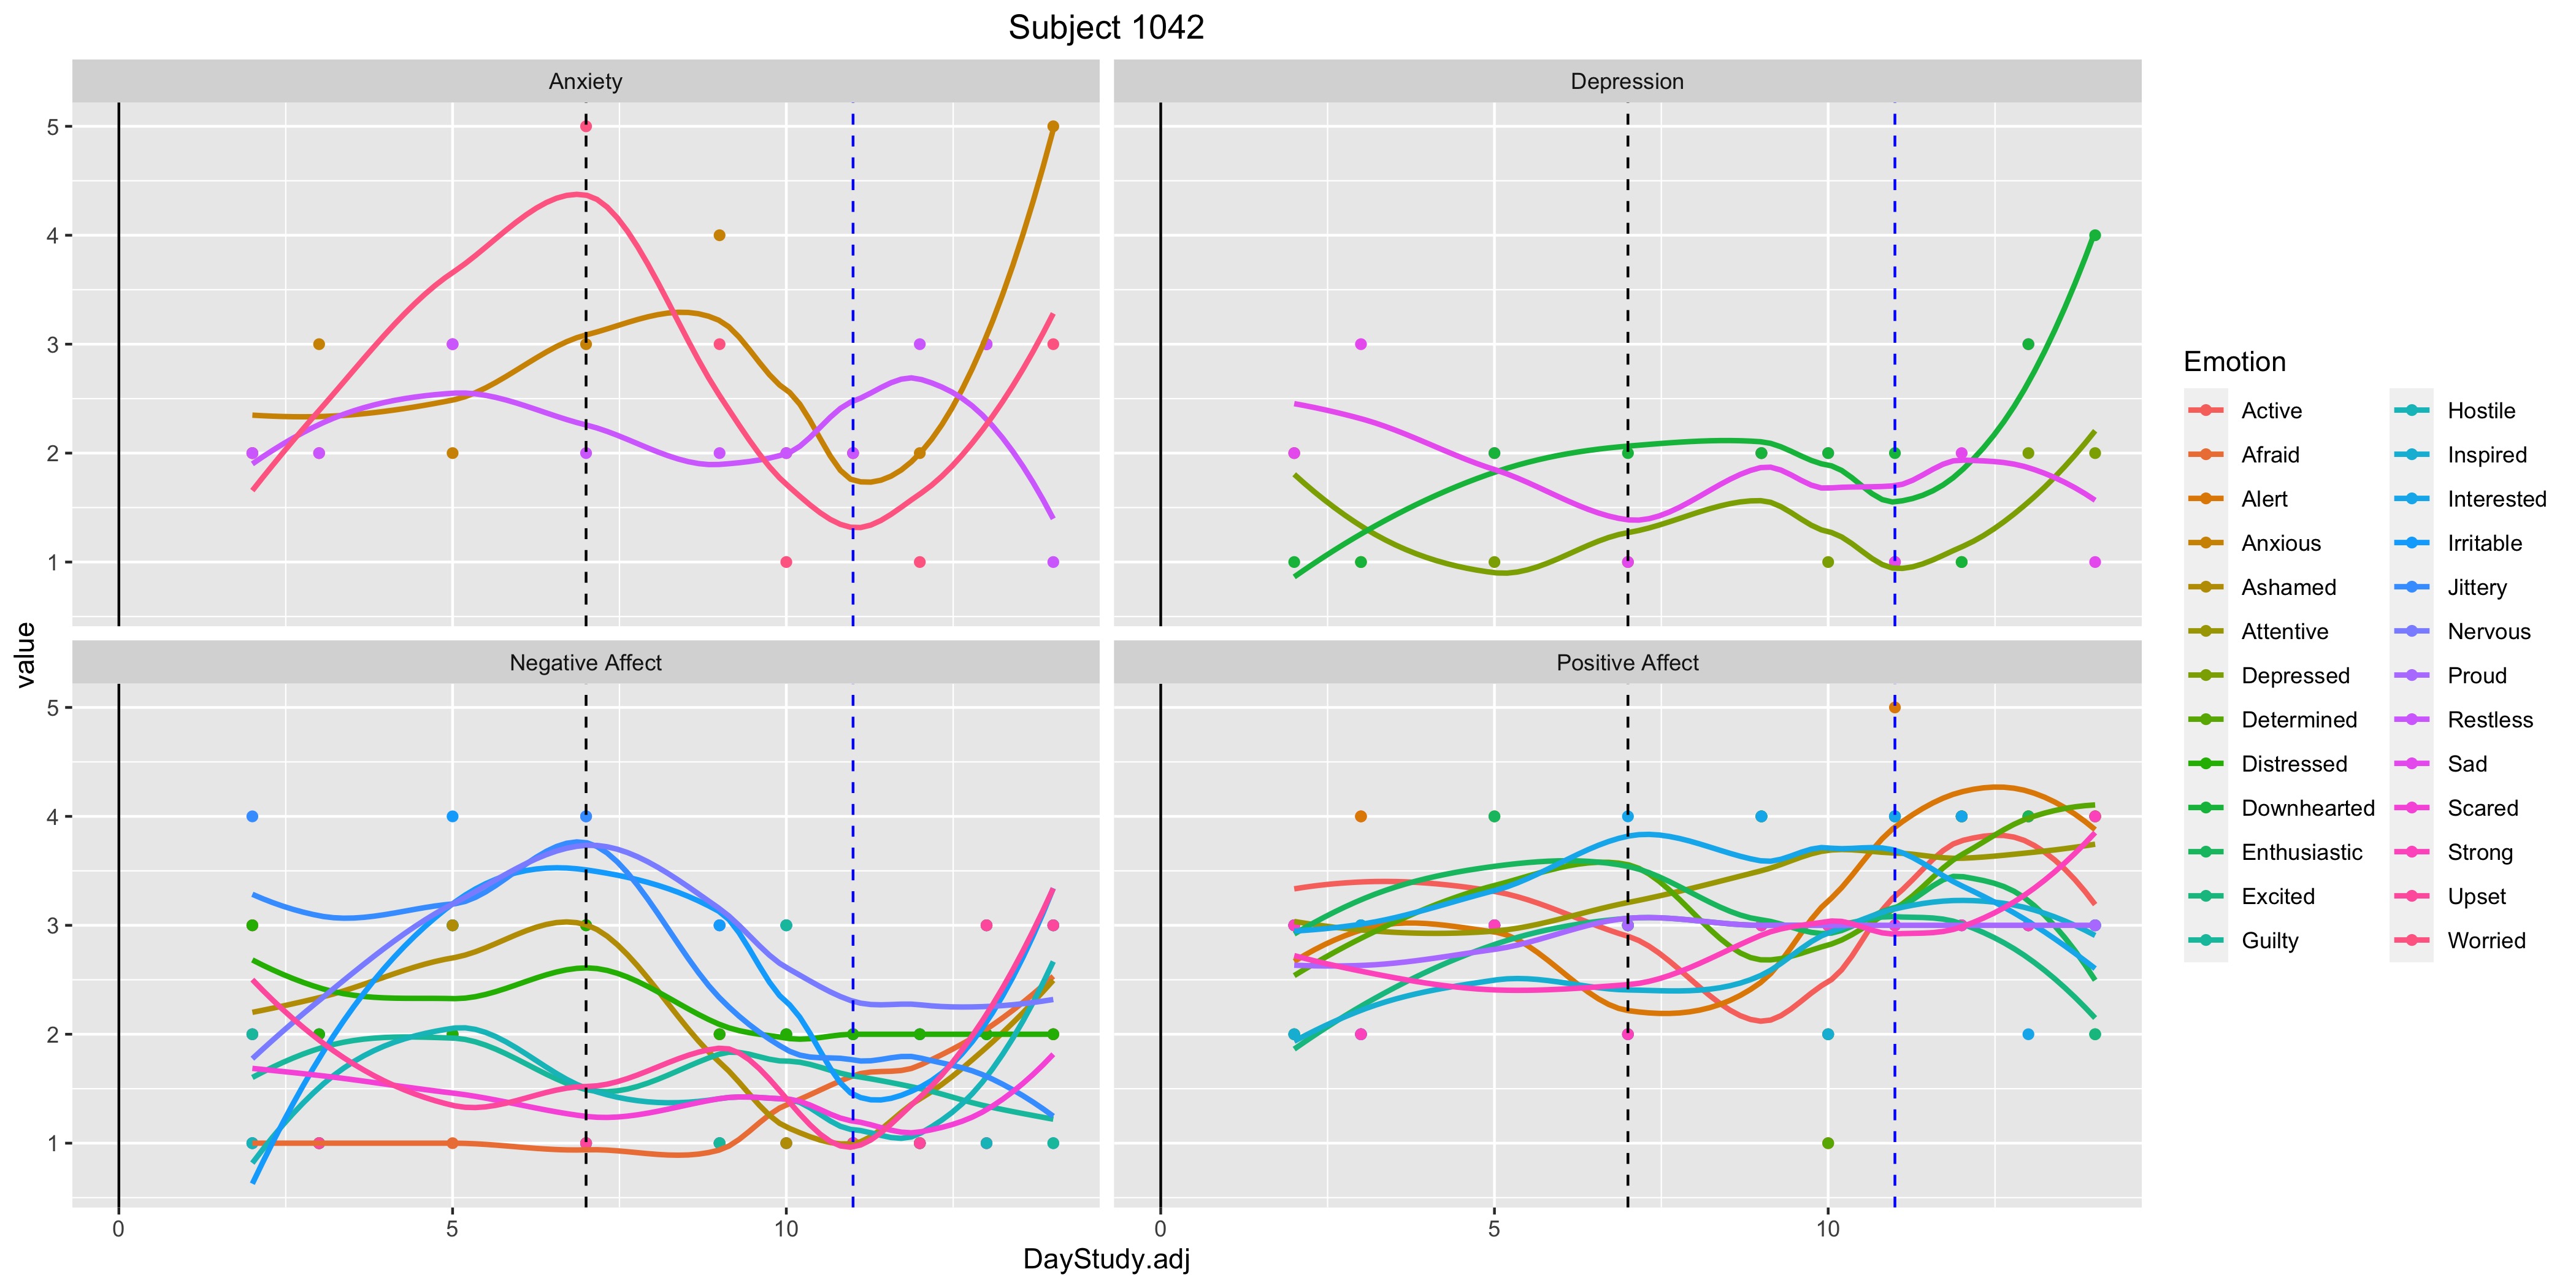 Subject 1042
Anxiety
Depression
5
4
3
2
1
Negative Affect
Positive Affect
5
4
3
2
1
value
0 5 10
0 5 10
DayStudy.adj
Emotion
Active
Afraid
Alert
Anxious
Ashamed
Attentive
Depressed
Determined
Distressed
Downhearted
Enthusiastic
Excited
Guilty
Hostile
Inspired
Interested
Irritable
Jittery
Nervous
Proud
Restless
Sad
Scared
Strong
Upset
Worried